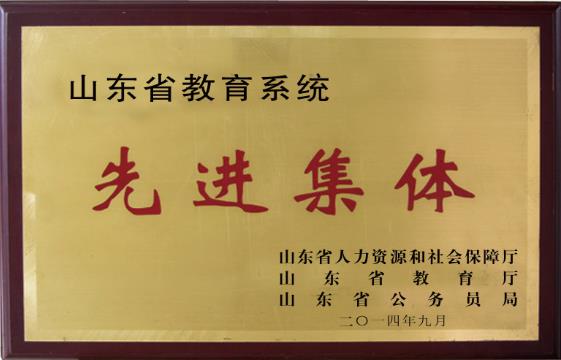 山东省教育系统
先进集体
山东省人力资源和社会保障厅
山东省教育厅
山东省公务员局
二〇一四年九月